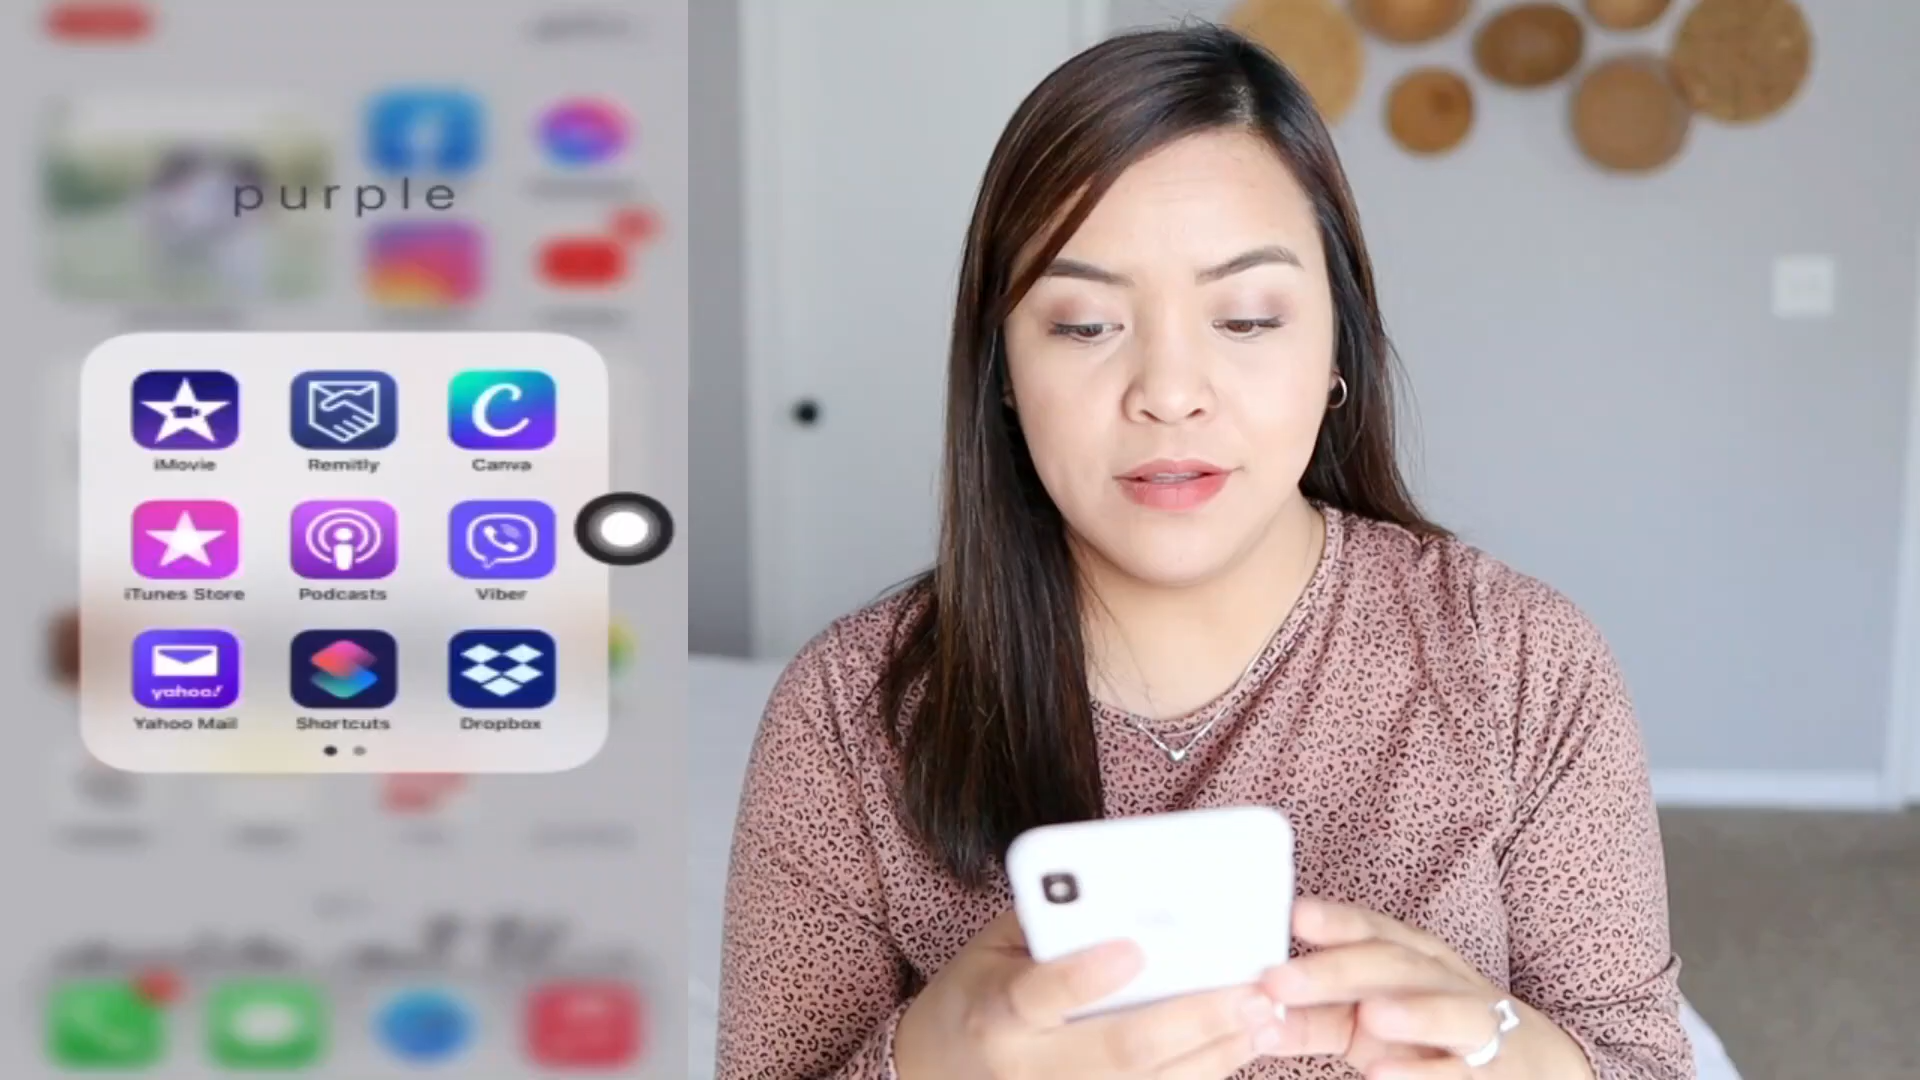 purple
iMovie Remitly Canva
iTunes Store Podcasts Viber
yahoo!
Yahoo Mail Shortcuts Dropbox